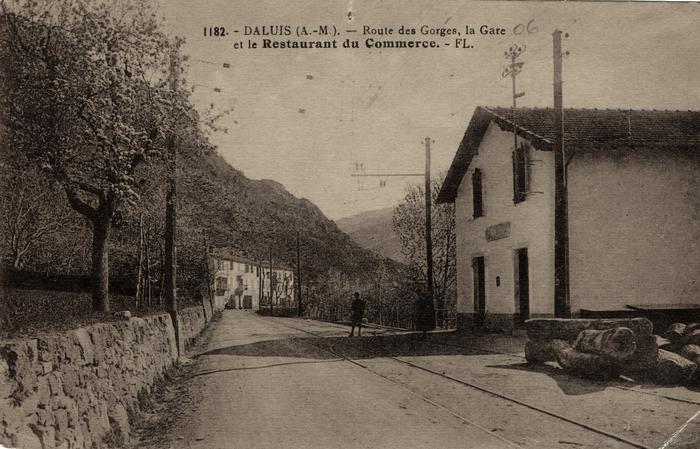 1182. - DALUIS (A.-M.). — Route des Gorges, la Gare
et le Restaurant du Commerce. - FL.
06